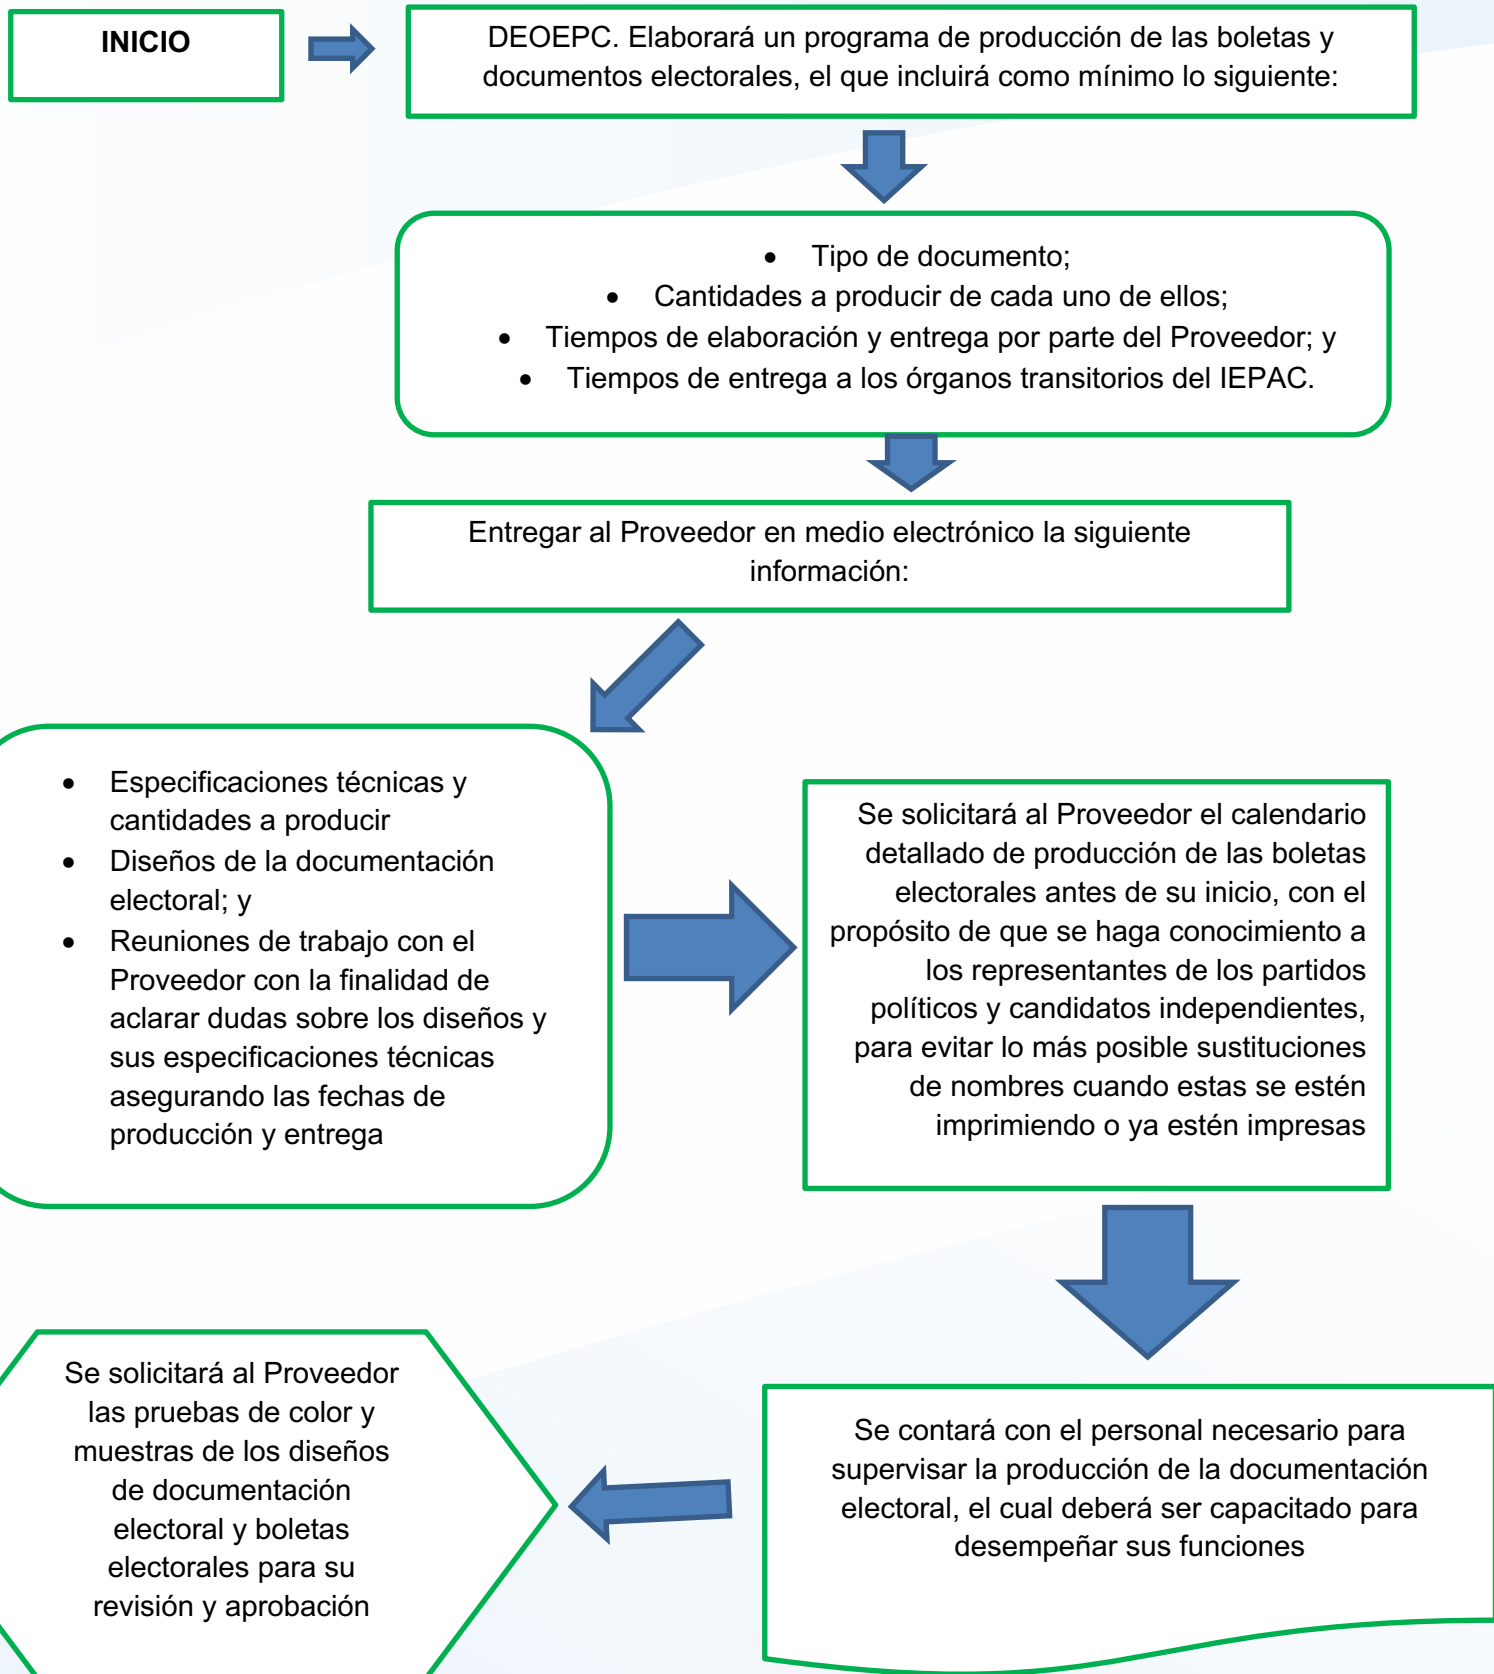 INICIO
DEOEPC. Elaborará un programa de producción de las boletas y
documentos electorales, el que incluirá como mínimo lo siguiente:
• Tipo de documento;
• Cantidades a producir de cada uno de ellos;
• Tiempos de elaboración y entrega por parte del Proveedor; y
• Tiempos de entrega a los órganos transitorios del IEPAC.
Entregar al Proveedor en medio electrónico la siguiente
información:
• Especificaciones técnicas y
cantidades a producir
• Diseños de la documentación
electoral; y
• Reuniones de trabajo con el
Proveedor con la finalidad de
aclarar dudas sobre los diseños y
sus especificaciones técnicas
asegurando las fechas de
producción y entrega
Se solicitará al Proveedor el calendario
detallado de producción de las boletas
electorales antes de su inicio, con el
propósito de que se haga conocimiento a
los representantes de los partidos
políticos y candidatos independientes,
para evitar lo más posible sustituciones
de nombres cuando estas se estén
imprimiendo o ya estén impresas
Se contará con el personal necesario para
supervisar la producción de la documentación
electoral, el cual deberá ser capacitado para
desempeñar sus funciones
Se solicitará al Proveedor
las pruebas de color y
muestras de los diseños
de documentación
electoral y boletas
electorales para su
revisión y aprobación